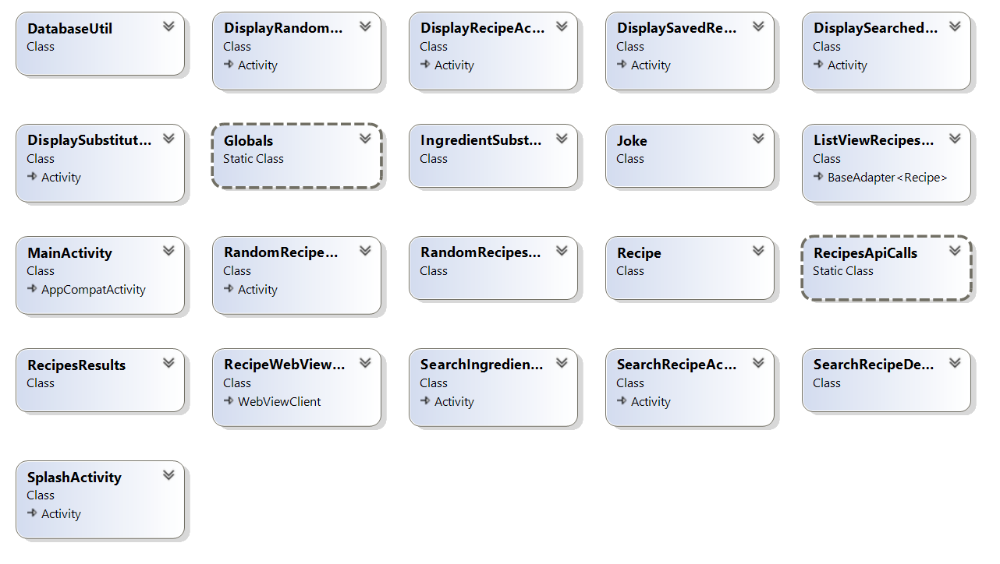 DatabaseUtil
Class
DisplayRandom...
Class
Activity
DisplayRecipeAc...
Class
Activity
DisplaySavedRe...
Class
Activity
DisplaySearched...
Class
Activity
DisplaySubstitut...
Class
Activity
Globals
Static Class
IngredientSubst...
Class
Joke
Class
ListViewRecipes...
Class
BaseAdapter<Recipe>
MainActivity
Class
AppCompatActivity
RandomRecipe...
Class
Activity
RandomRecipes...
Class
Recipe
Class
RecipesApiCalls
Static Class
RecipesResults
Class
RecipeWebView...
Class
WebViewClient
SearchIngredien...
Class
Activity
SearchRecipeAc...
Class
Activity
SearchRecipeDe...
Class
SplashActivity
Class
Activity